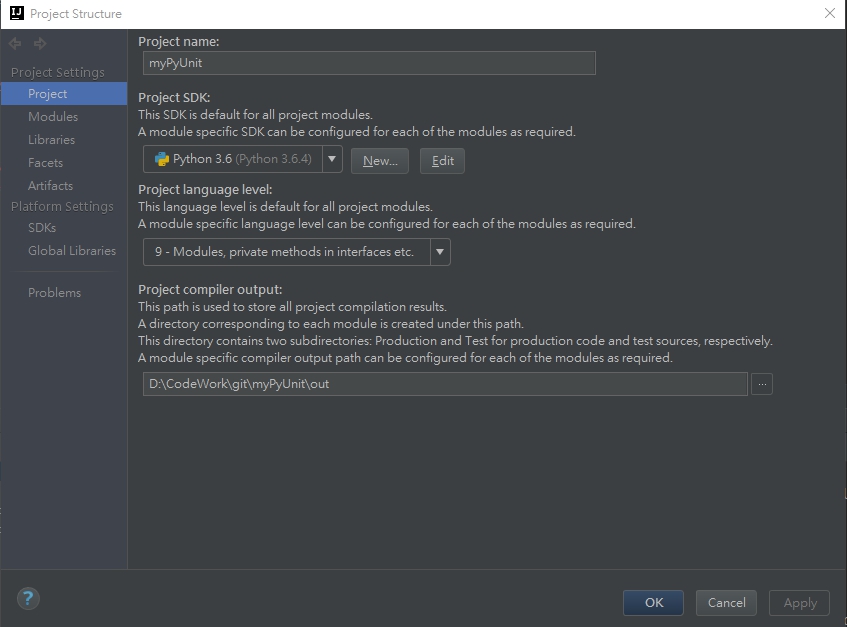 IJ Project Structure
Project Settings
Project
Modules
Libraries
Facets
Artifacts
Platform Settings
SDKs
Global Libraries
Problems
Project name:
myPyUnit
Project SDK:
This SDK is default for all project modules.
A module specific SDK can be configured for each of the modules as required.
Python 3.6 (Python 3.6.4) New... Edit
Project language level:
This language level is default for all project modules.
A module specific language level can be configured for each of the modules as required.
9 - Modules, private methods in interfaces etc.
Project compiler output:
This path is used to store all project compilation results.
A directory corresponding to each module is created under this path.
This directory contains two subdirectories: Production and Test for production code and test sources, respectively.
A module specific compiler output path can be configured for each of the modules as required.
D:\CodeWork\git\myPyUnit\out ...
? OK Cancel Apply